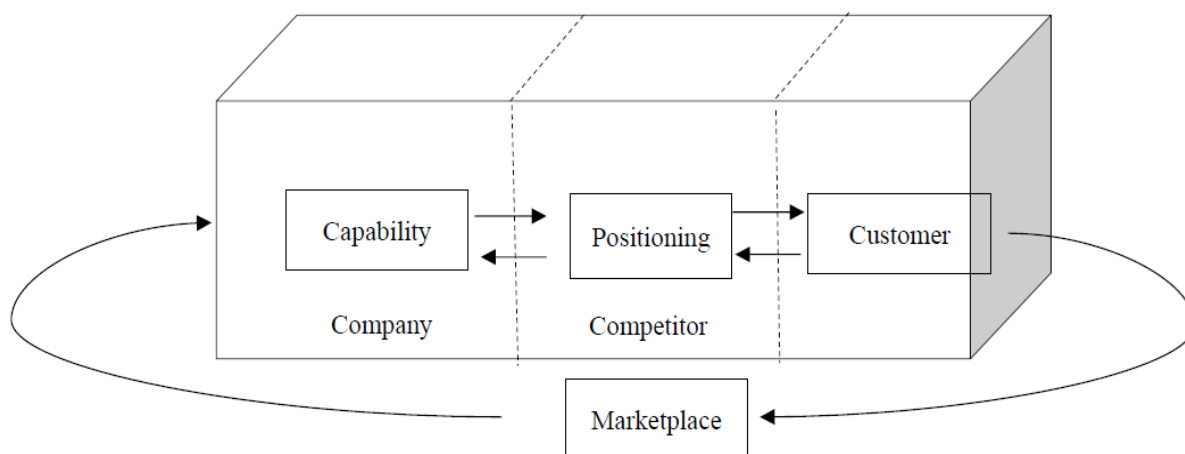 Capability
Positioning
Customer
Company
Competitor
Marketplace